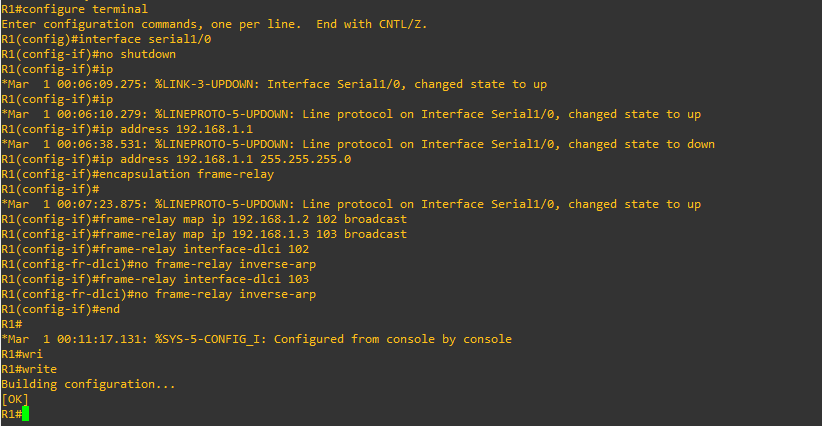 R1#configure terminal
Enter configuration commands, one per line.  End with CNTL/Z.
R1(config)#interface serial1/0
R1(config-if)#no shutdown
R1(config-if)#ip
*Mar  1 00:06:09.275: %LINK-3-UPDOWN: Interface Serial1/0, changed state to up
R1(config-if)#ip
*Mar  1 00:06:10.279: %LINEPROTO-5-UPDOWN: Line protocol on Interface Serial1/0, changed state to up
R1(config-if)#ip address 192.168.1.1
*Mar  1 00:06:38.531: %LINEPROTO-5-UPDOWN: Line protocol on Interface Serial1/0, changed state to down
R1(config-if)#ip address 192.168.1.1 255.255.255.0
R1(config-if)#encapsulation frame-relay
R1(config-if)#
*Mar  1 00:07:23.875: %LINEPROTO-5-UPDOWN: Line protocol on Interface Serial1/0, changed state to up
R1(config-if)#frame-relay map ip 192.168.1.2 102 broadcast
R1(config-if)#frame-relay map ip 192.168.1.3 103 broadcast
R1(config-if)#frame-relay interface-dlci 102
R1(config-fr-dlci)#no frame-relay inverse-arp
R1(config-if)#frame-relay interface-dlci 103
R1(config-fr-dlci)#no frame-relay inverse-arp
R1(config-if)#end
R1#
*Mar  1 00:11:17.131: %SYS-5-CONFIG_I: Configured from console by console
R1#wri
R1#write
Building configuration...
[OK]
R1#